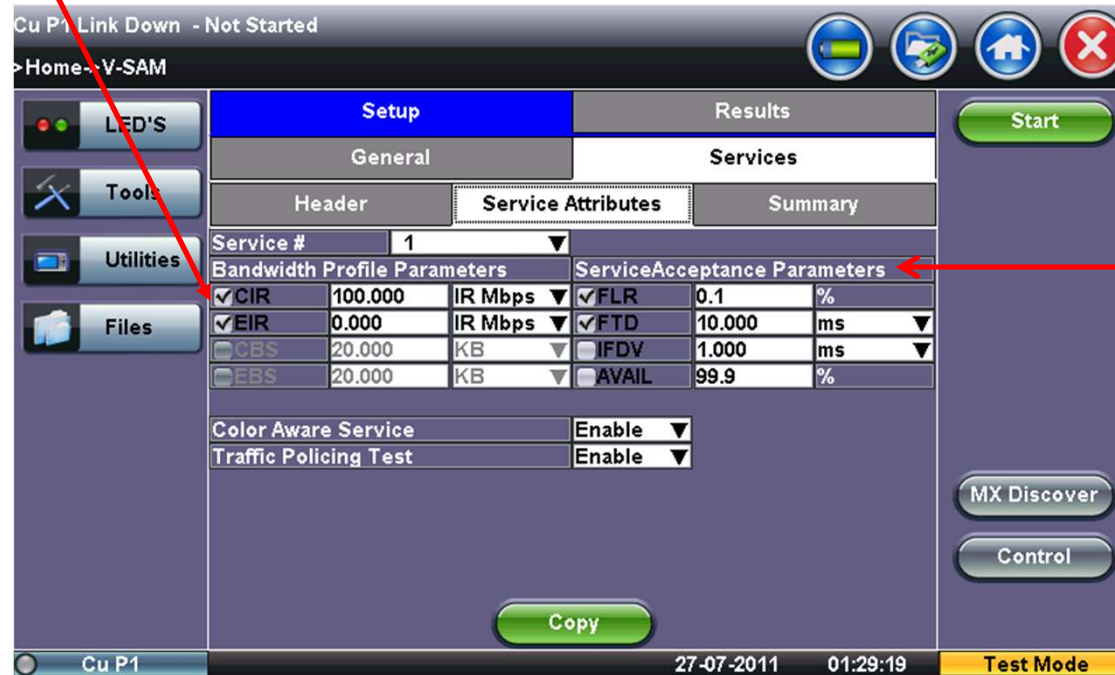 Cu P1 Link Down - Not Started
>Home->V-SAM
LED'S
Tools
Utilities
Files
Setup Results
General Services
Header Service Attributes Summary
Service # 1
Bandwidth Profile Parameters ServiceAcceptance Parameters
CIR 100.000 IR Mbps FLR 0.1 %
EIR 0.000 IR Mbps FTD 10.000 ms
CBS 20.000 KB IFDV 1.000 ms
EBS 20.000 KB AVAIL 99.9 %
Color Aware Service Enable
Traffic Policing Test Enable
Start
MX Discover
Control
Copy
Cu P1 27-07-2011 01:29:19 Test Mode